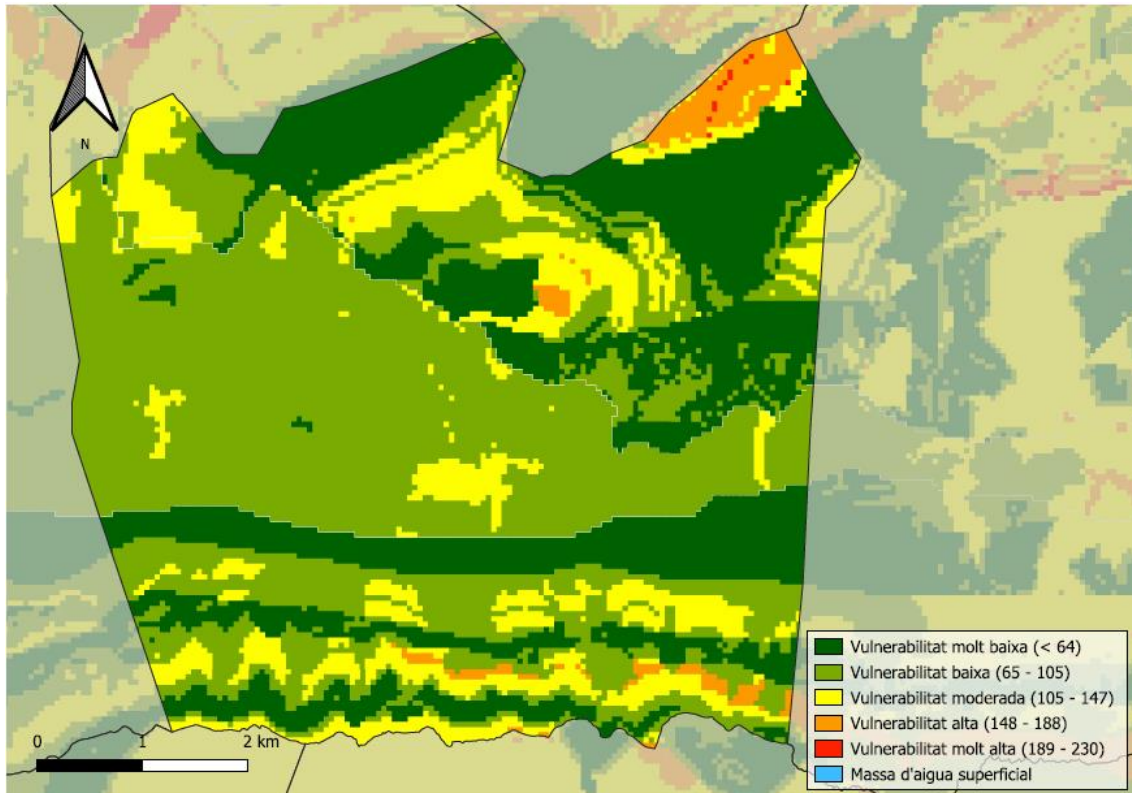 N
0 1 2 km
Vulnerabilitat molt baixa (< 64)
Vulnerabilitat baixa (65 - 105)
Vulnerabilitat moderada (105 - 147)
Vulnerabilitat alta (148 - 188)
Vulnerabilitat molt alta (189 - 230)
Massa d'aigua superficial